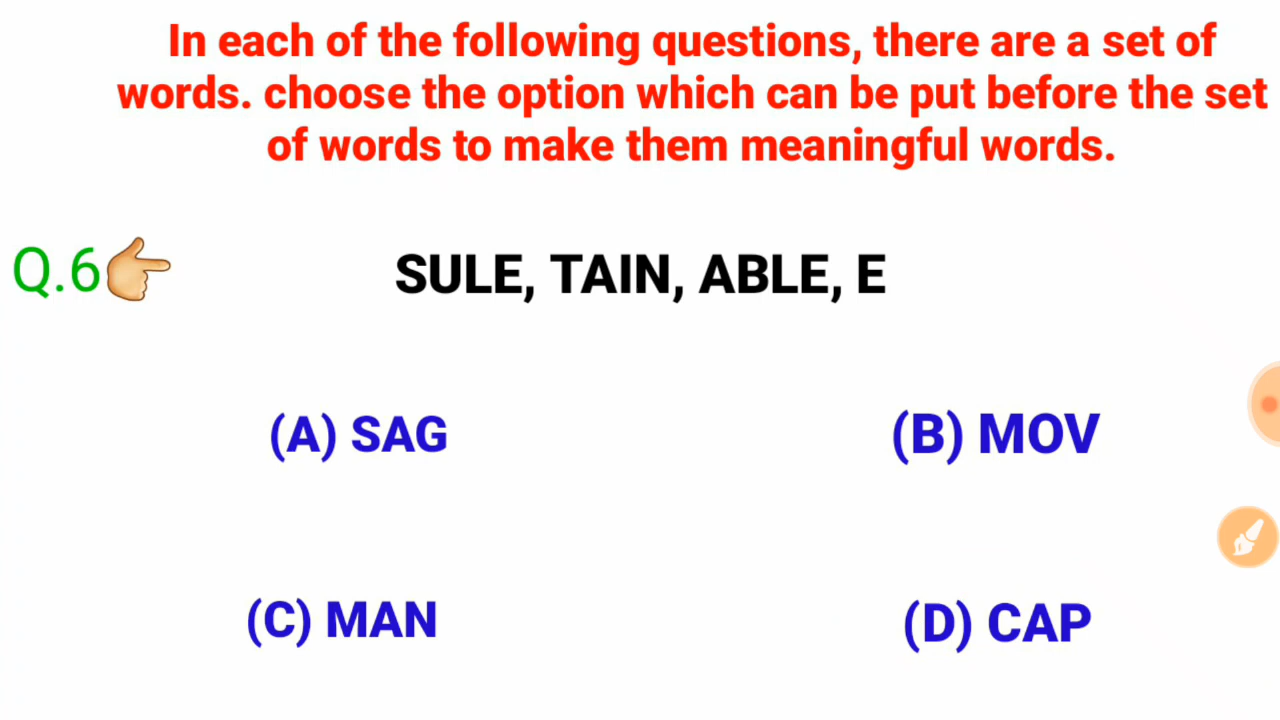 In each of the following questions, there are a set of
words. choose the option which can be put before the set
of words to make them meaningful words.
Q.6 SULE, TAIN, ABLE, E
(A) SAG (B) MOV
(C) MAN (D) CAP